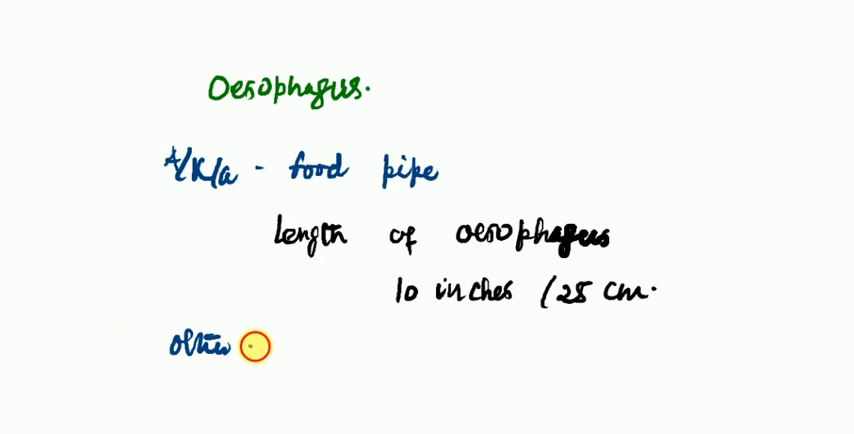 Oesophagus.
A/K/a - food pipe
length of oesophagus
10 inches /25 cm.